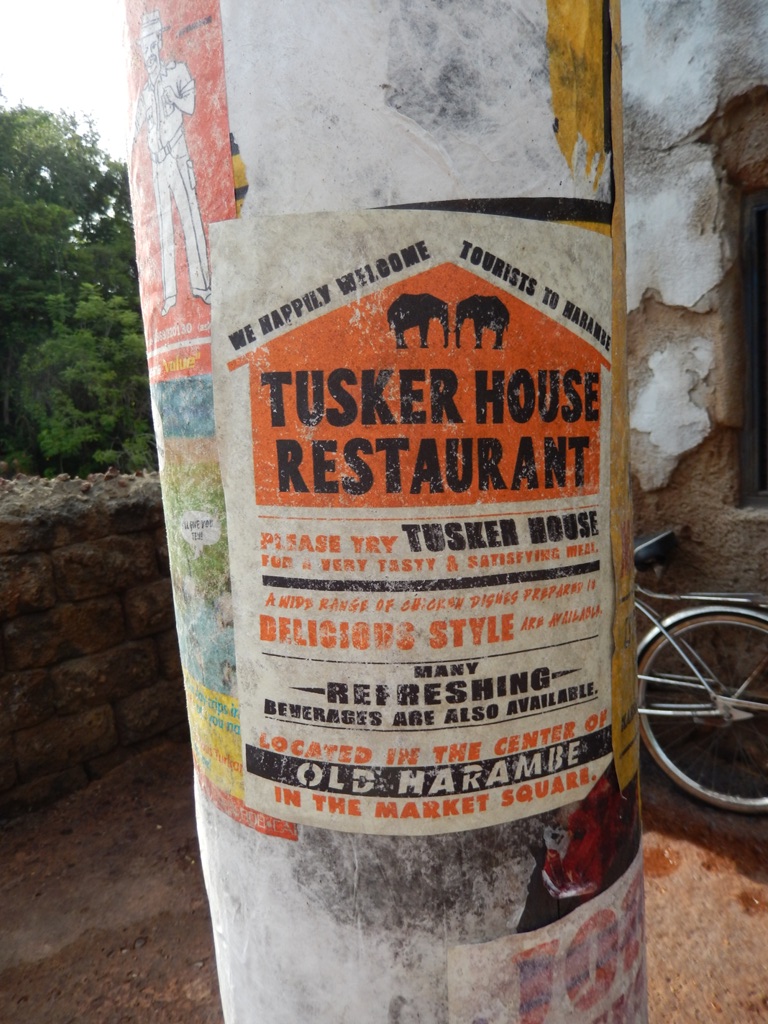 WE HAPPILY WELCOME TOURISTS TO HARAMBE
TUSKER HOUSE
RESTAURANT
PLEASE TRY TUSKER HOUSE
FOR A VERY TASTY & SATISFYING MEAL.
A WIDE RANGE OF CHICKEN DISHES PREPARED IN
DELICIOUS STYLE ARE AVAILABLE.
MANY
REFRESHING
BEVERAGES ARE ALSO AVAILABLE.
LOCATED IN THE CENTER OF
OLD HARAMBE
IN THE MARKET SQUARE.
Value"